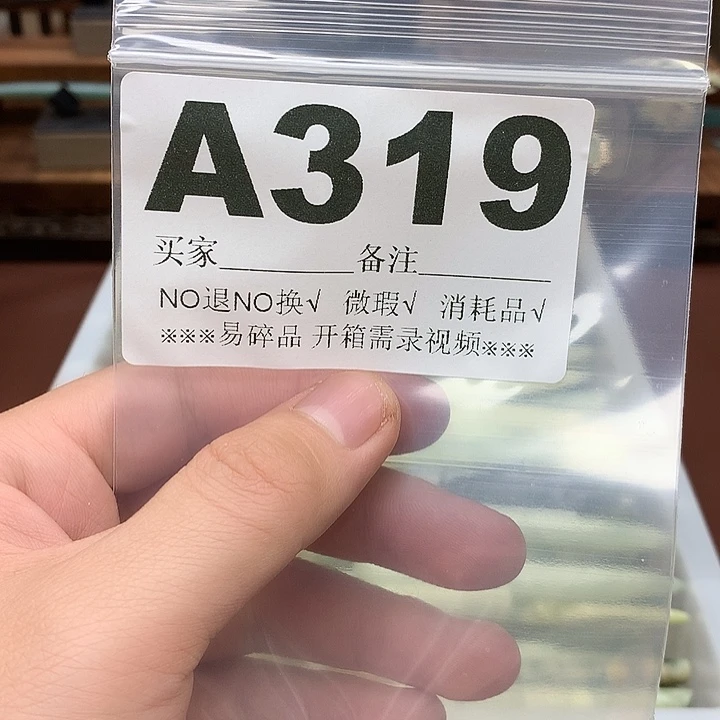 A319
买家________备注________
NO退NO换√ 微瑕√ 消耗品√
※※※易碎品 开箱需录视频※※※